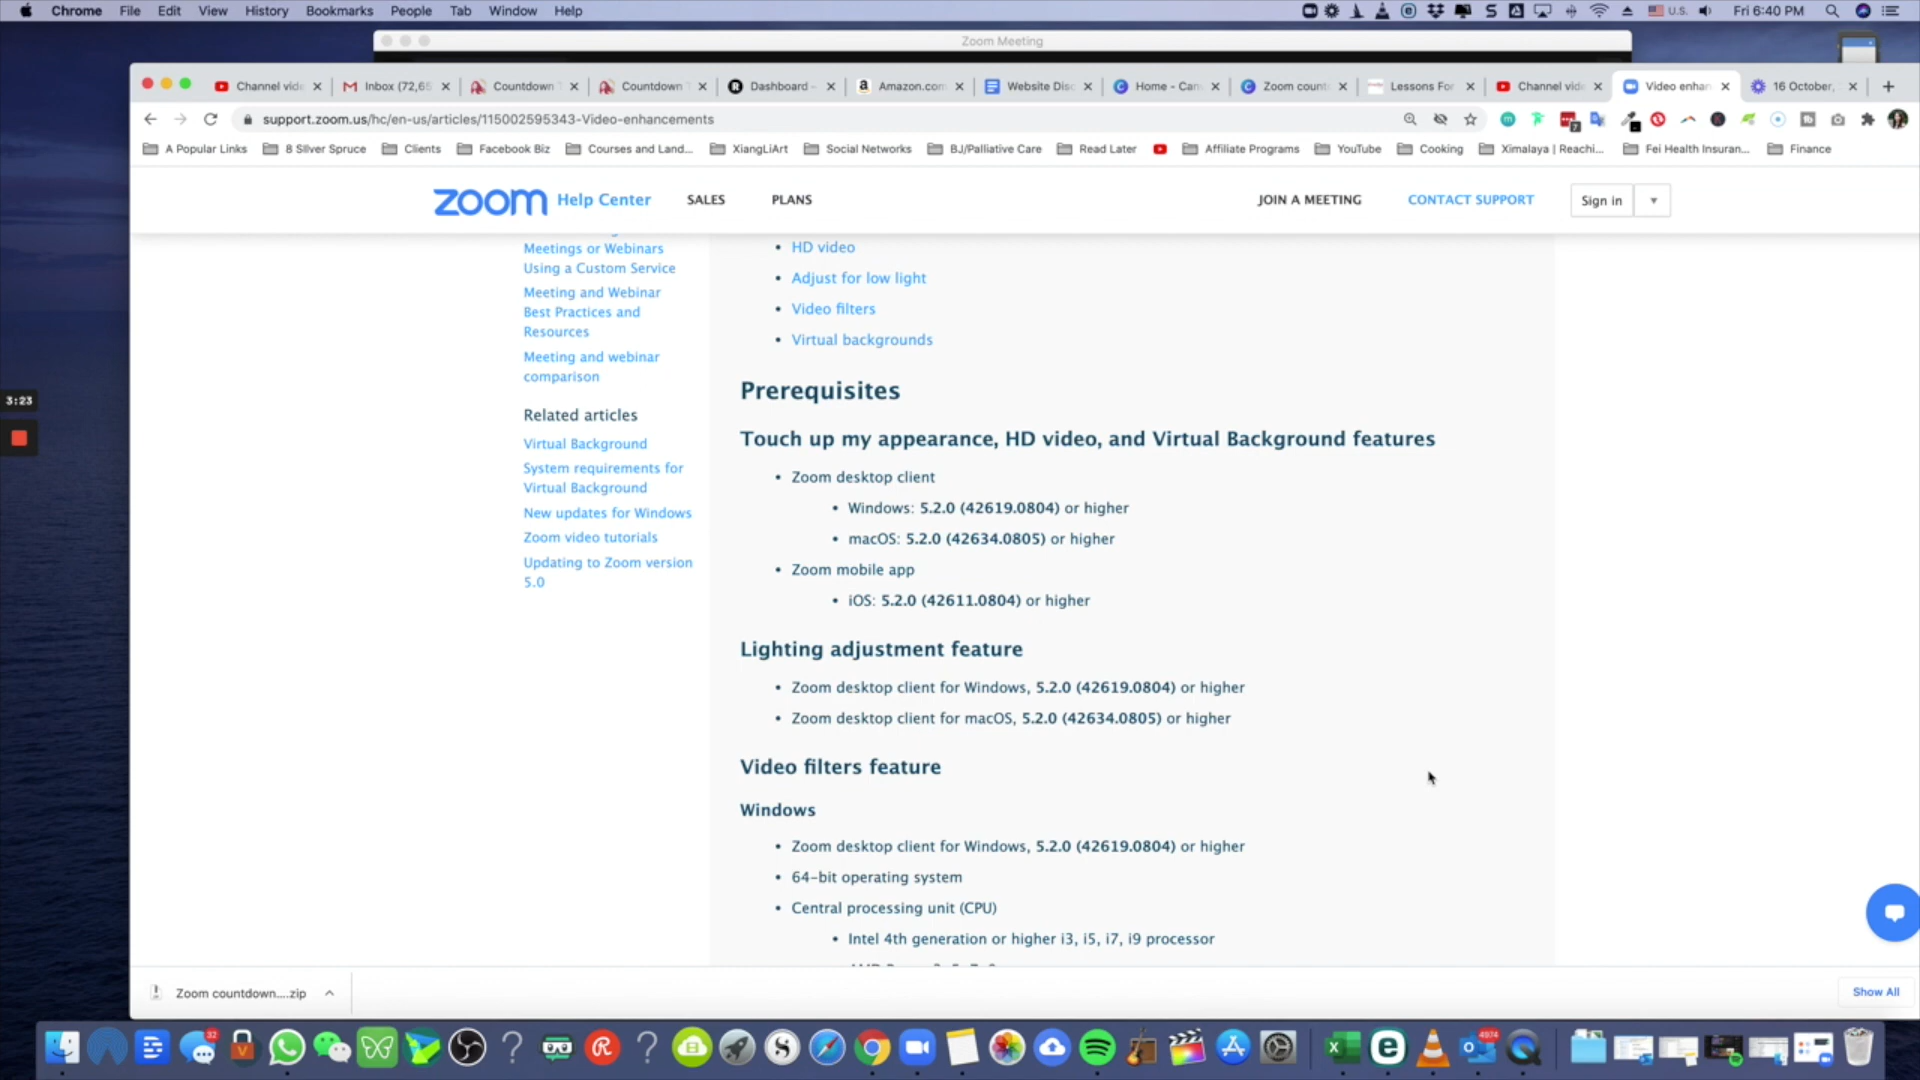 Chrome File Edit View History Bookmarks People Tab Window Help
U.S. Fri 6:40 PM
Zoom Meeting
Channel vide Inbox (72,65 Countdown T Countdown T Dashboard - Amazon.com Website Disc Home - Can Zoom count Lessons For Channel vide Video enhan 16 October,
support.zoom.us/hc/en-us/articles/115002595343-Video-enhancements
A Popular Links 8 SIlver Spruce Clients Facebook Biz Courses and Land... XiangLiArt Social Networks BJ/Palliative Care Read Later Affiliate Programs YouTube Cooking Ximalaya | Reachi... Fei Health Insuran... Finance
zoom Help Center SALES PLANS JOIN A MEETING CONTACT SUPPORT Sign in
Meetings or Webinars
Using a Custom Service
Meeting and Webinar
Best Practices and
Resources
Meeting and webinar
comparison
Related articles
Virtual Background
System requirements for
Virtual Background
New updates for Windows
Zoom video tutorials
Updating to Zoom version
5.0
• HD video
• Adjust for low light
• Video filters
• Virtual backgrounds
Prerequisites
Touch up my appearance, HD video, and Virtual Background features
• Zoom desktop client
• Windows: 5.2.0 (42619.0804) or higher
• macOS: 5.2.0 (42634.0805) or higher
• Zoom mobile app
• iOS: 5.2.0 (42611.0804) or higher
Lighting adjustment feature
• Zoom desktop client for Windows, 5.2.0 (42619.0804) or higher
• Zoom desktop client for macOS, 5.2.0 (42634.0805) or higher
Video filters feature
Windows
• Zoom desktop client for Windows, 5.2.0 (42619.0804) or higher
• 64-bit operating system
• Central processing unit (CPU)
• Intel 4th generation or higher i3, i5, i7, i9 processor
3:23
Zoom countdown....zip
Show All
32
4974